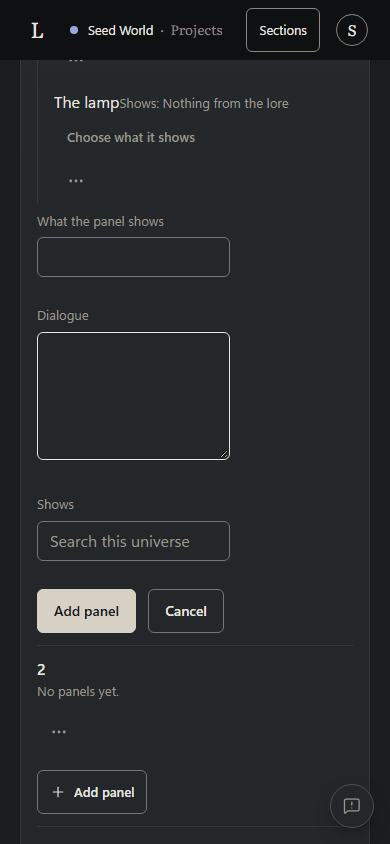 L
Seed World · Projects
Sections
S
...
The lamp Shows: Nothing from the lore
Choose what it shows
...
What the panel shows
Dialogue
Shows
Search this universe
Add panel
Cancel
2
No panels yet.
...
+ Add panel